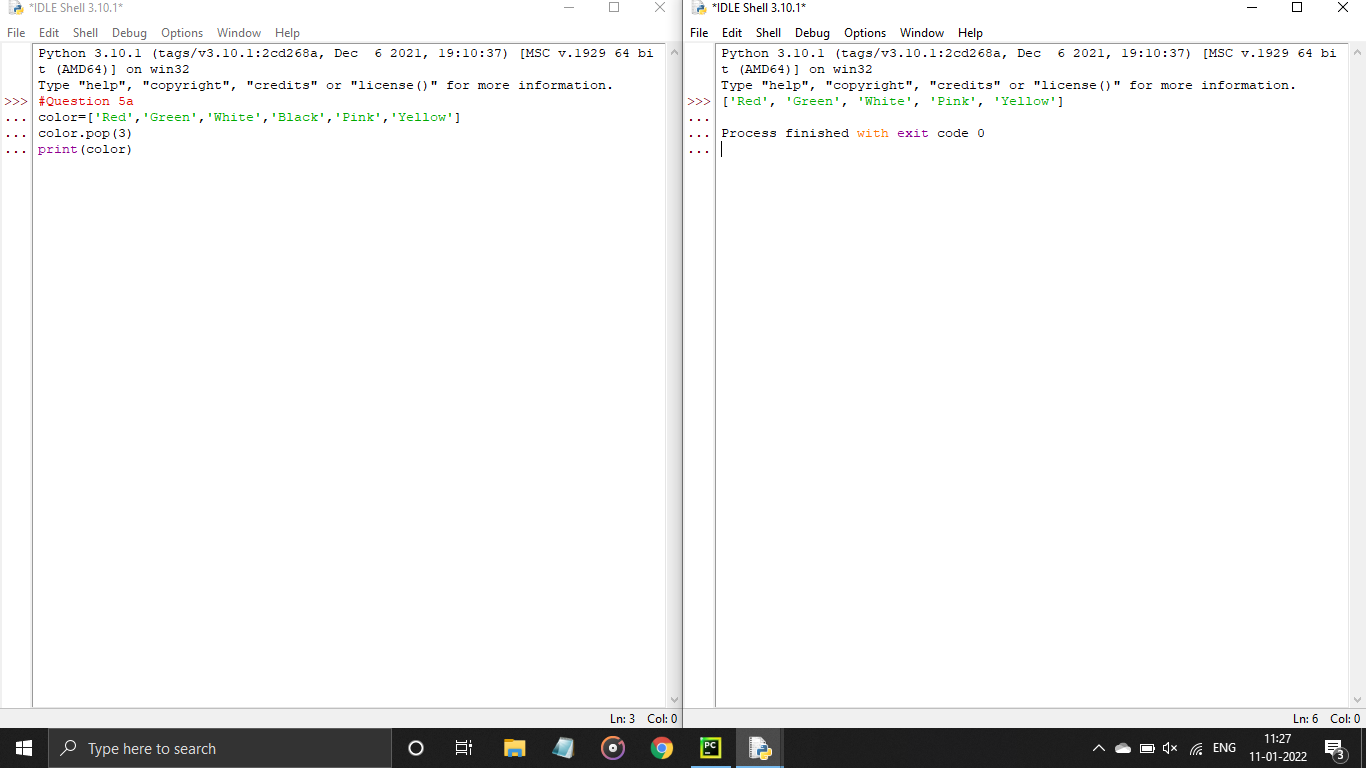 *IDLE Shell 3.10.1*
File Edit Shell Debug Options Window Help
Python 3.10.1 (tags/v3.10.1:2cd268a, Dec  6 2021, 19:10:37) [MSC v.1929 64 bi
t (AMD64)] on win32
Type "help", "copyright", "credits" or "license()" for more information.
>>> #Question 5a
... color=['Red','Green','White','Black','Pink','Yellow']
... color.pop(3)
... print(color)
Ln: 3 Col: 0
*IDLE Shell 3.10.1*
File Edit Shell Debug Options Window Help
Python 3.10.1 (tags/v3.10.1:2cd268a, Dec  6 2021, 19:10:37) [MSC v.1929 64 bi
t (AMD64)] on win32
Type "help", "copyright", "credits" or "license()" for more information.
>>> ['Red', 'Green', 'White', 'Pink', 'Yellow']
...
... Process finished with exit code 0
...
Ln: 6 Col: 0
Type here to search
PC
ENG
11:27
11-01-2022
3